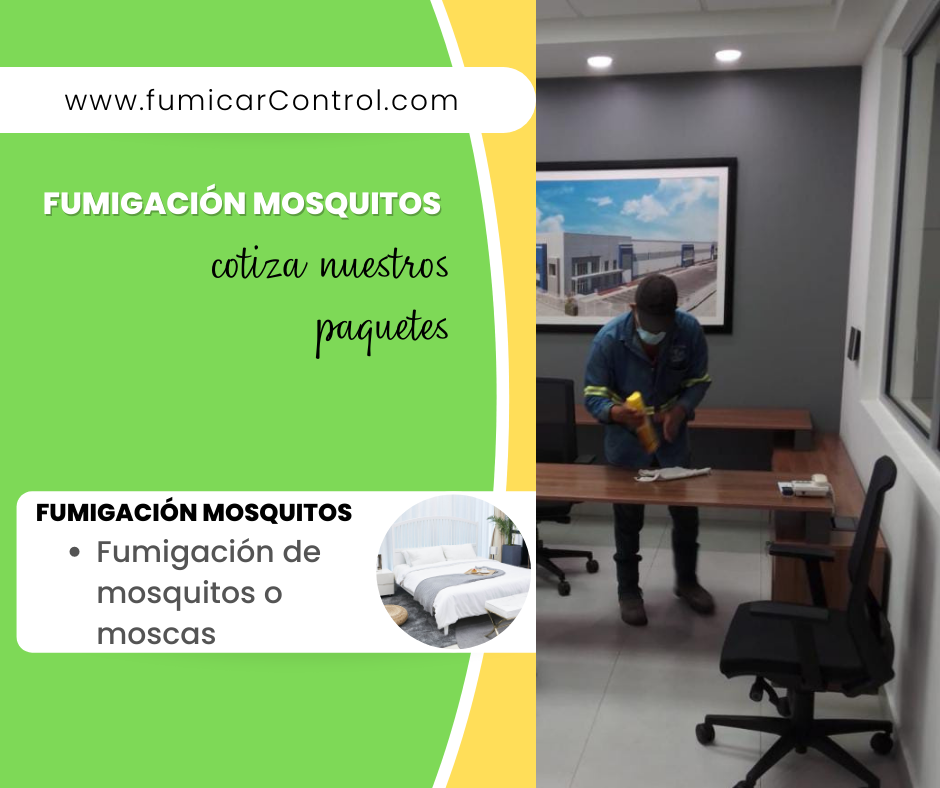 www.fumicarControl.com
FUMIGACIÓN MOSQUITOS
cotiza nuestros
paquetes
FUMIGACIÓN MOSQUITOS
• Fumigación de
mosquitos o
moscas